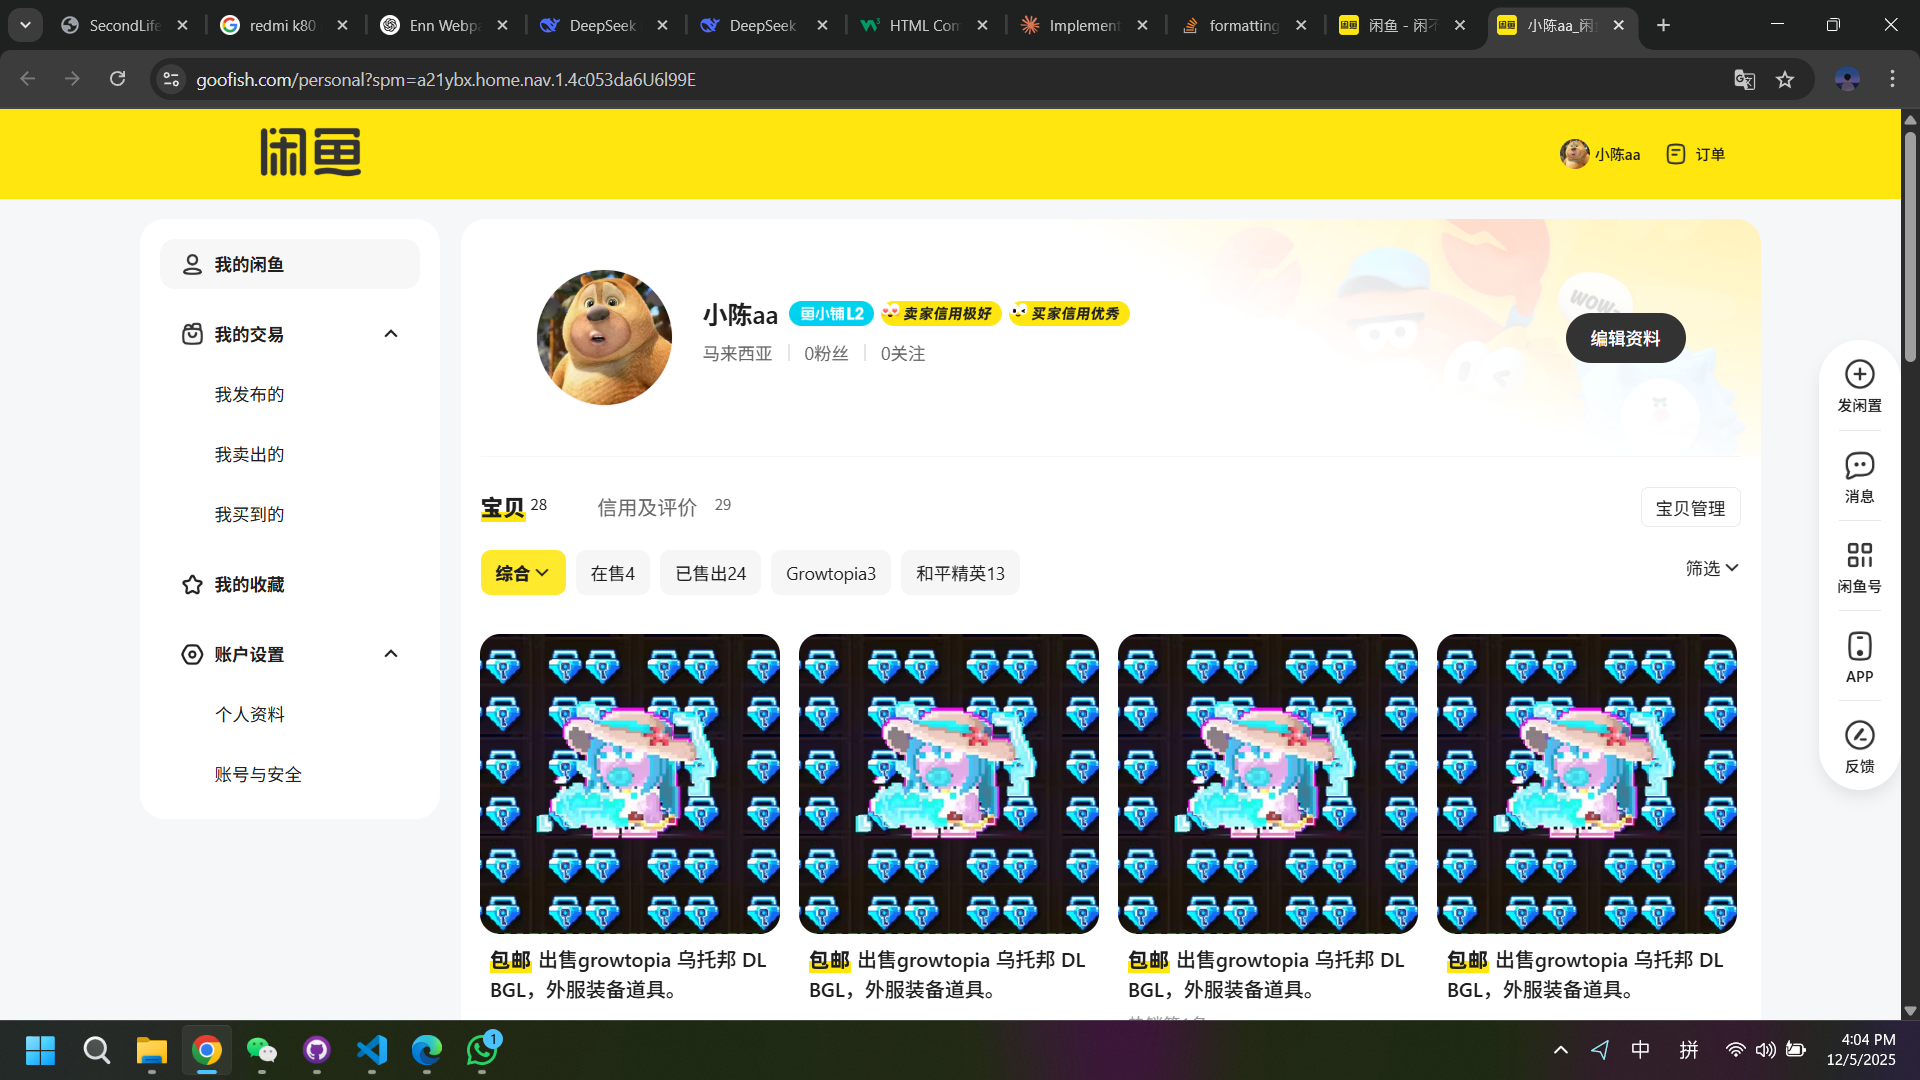 SecondLife
redmi k80
Enn Webpa
DeepSeek
DeepSeek
HTML Com
Implement
formatting
闲鱼 - 闲不
小陈aa_闲
goofish.com/personal?spm=a21ybx.home.nav.1.4c053da6U6l99E
闲鱼
小陈aa
订单
我的闲鱼
我的交易
我发布的
我卖出的
我买到的
我的收藏
账户设置
个人资料
账号与安全
小陈aa 鱼小铺L2 卖家信用极好 买家信用优秀
马来西亚 0粉丝 0关注
WOW
编辑资料
宝贝 28 信用及评价 29
宝贝管理
综合 在售4 已售出24 Growtopia3 和平精英13
筛选
包邮 出售growtopia 乌托邦 DL
BGL，外服装备道具。
包邮 出售growtopia 乌托邦 DL
BGL，外服装备道具。
包邮 出售growtopia 乌托邦 DL
BGL，外服装备道具。
包邮 出售growtopia 乌托邦 DL
BGL，外服装备道具。
发闲置
消息
闲鱼号
APP
反馈
1
中
拼
4:04 PM
12/5/2025